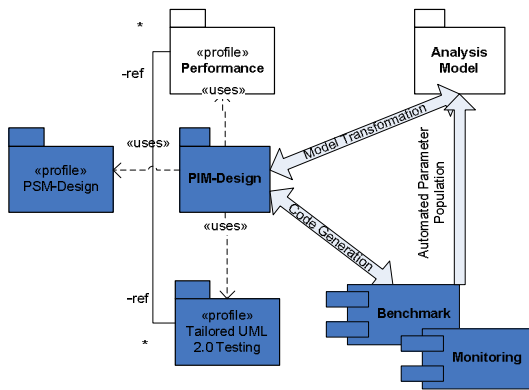 *
-ref
«profile»
Performance
Analysis
Model
«uses»
«uses»
«profile»
PSM-Design
PIM-Design
Model Transformation
«uses»
Code Generation
Automated Parameter
Population
-ref
*
«profile»
Tailored UML
2.0 Testing
Benchmark
Monitoring